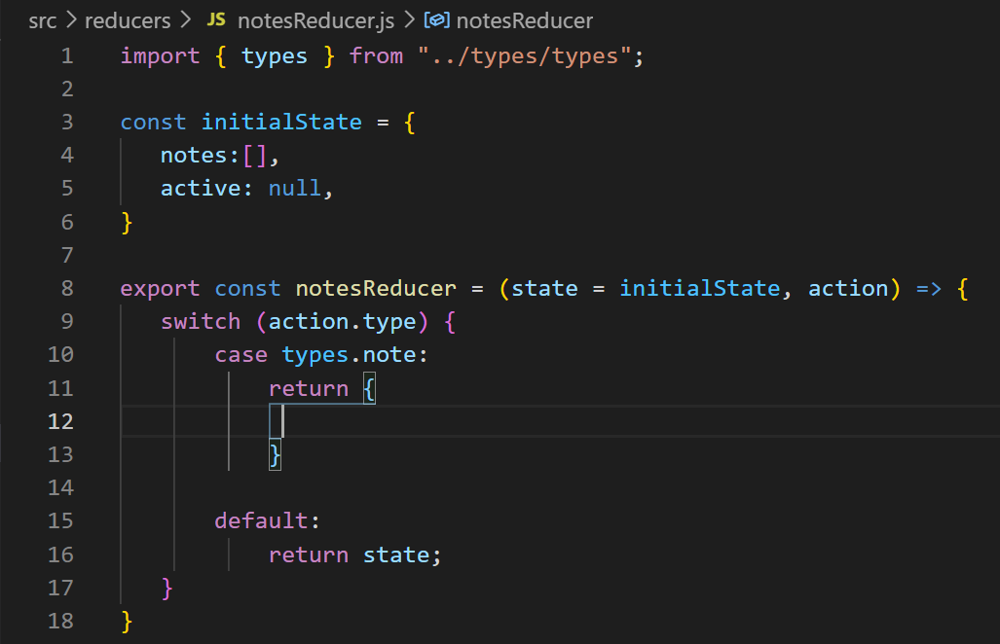 src > reducers > JS notesReducer.js > notesReducer
1 import { types } from "../types/types";
2
3 const initialState = {
4    notes:[],
5    active: null,
6 }
7
8 export const notesReducer = (state = initialState, action) => {
9    switch (action.type) {
10        case types.note:
11            return {
12
13            }
14
15        default:
16            return state;
17    }
18 }